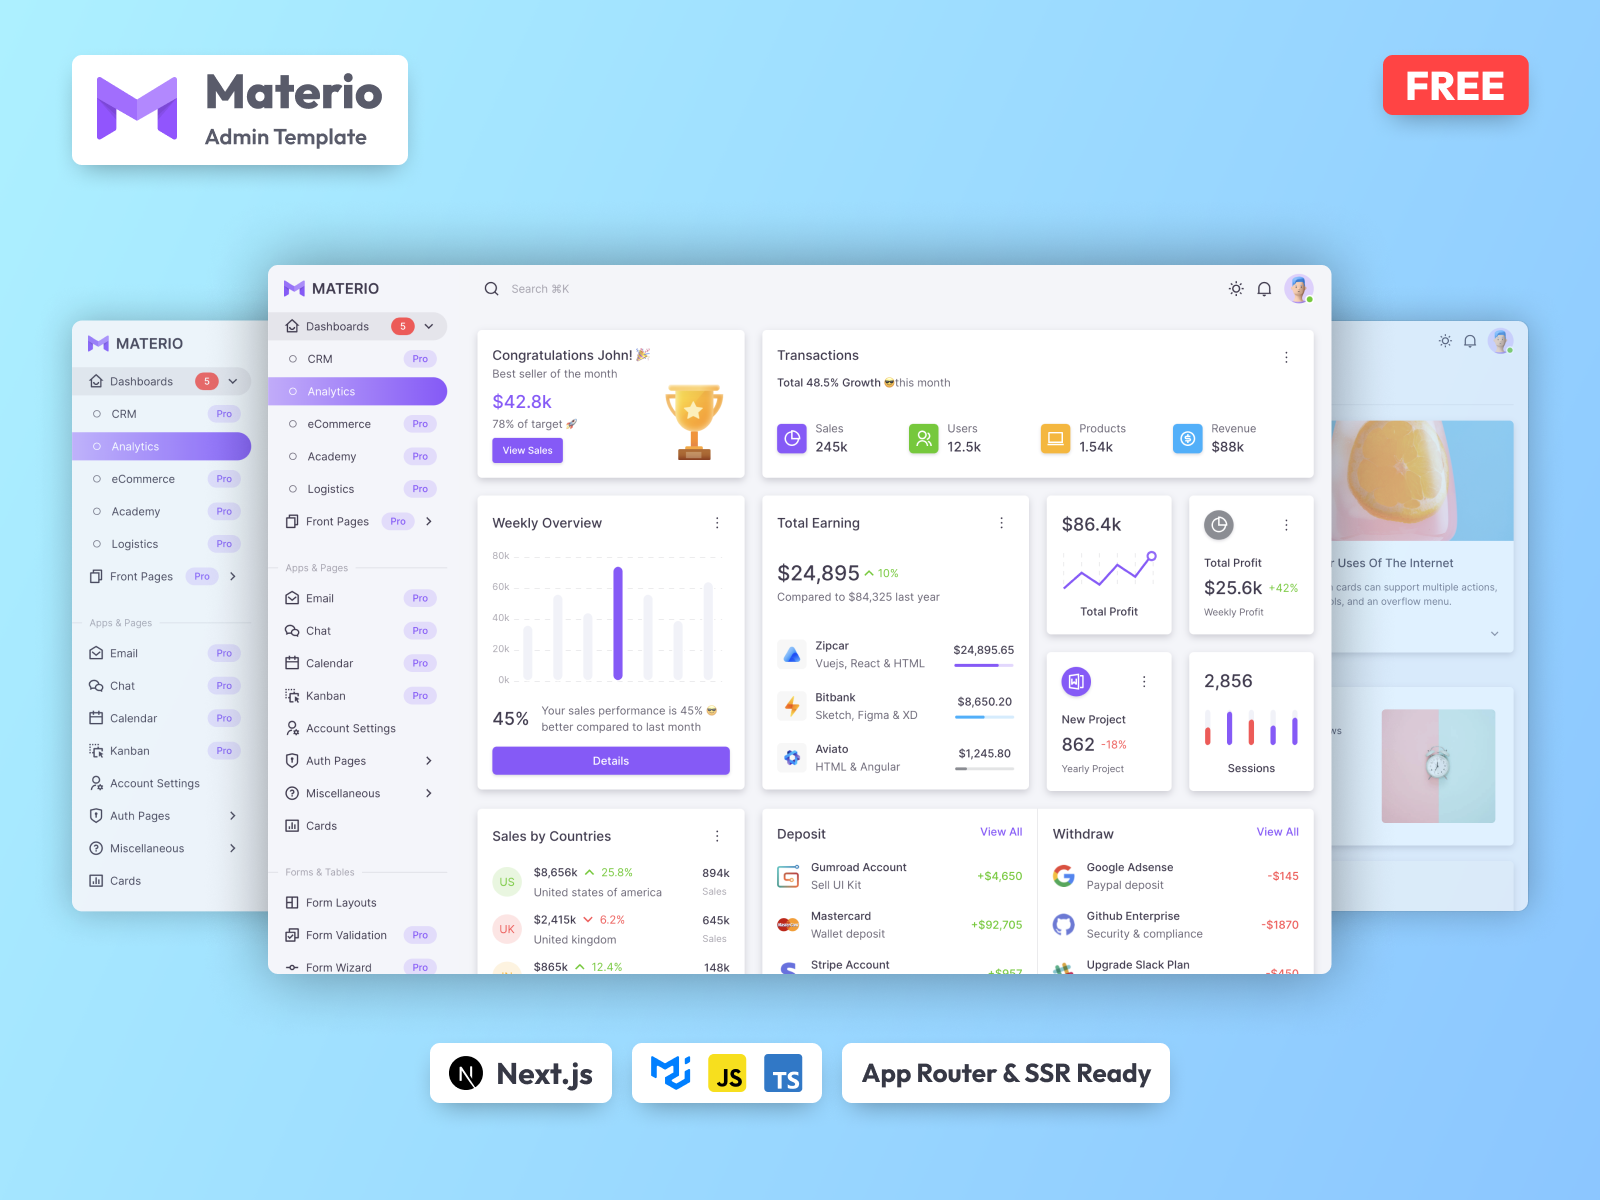 Materio
Admin Template
FREE
MATERIO
Dashboards 5
CRM Pro
Analytics
eCommerce Pro
Academy Pro
Logistics Pro
Front Pages Pro
Apps & Pages
Email Pro
Chat Pro
Calendar Pro
Kanban Pro
Account Settings
Auth Pages
Miscellaneous
Cards
MATERIO
Dashboards 5
CRM Pro
Analytics
eCommerce Pro
Academy Pro
Logistics Pro
Front Pages Pro
Apps & Pages
Email Pro
Chat Pro
Calendar Pro
Kanban Pro
Account Settings
Auth Pages
Miscellaneous
Cards
Forms & Tables
Form Layouts
Form Validation Pro
Form Wizard Pro
Search ⌘K
Congratulations John! 🎉
Best seller of the month
$42.8k
78% of target 🚀
View Sales
Transactions
Total 48.5% Growth 😎 this month
Sales
245k
Users
12.5k
Products
1.54k
Revenue
$88k
Weekly Overview
80k
60k
40k
20k
0k
45%
Your sales performance is 45% 😎
better compared to last month
Details
Total Earning
$24,895 10%
Compared to $84,325 last year
Zipcar
Vuejs, React & HTML
$24,895.65
Bitbank
Sketch, Figma & XD
$8,650.20
Aviato
HTML & Angular
$1,245.80
$86.4k
Total Profit
Total Profit
$25.6k +42%
Weekly Profit
New Project
862 -18%
Yearly Project
2,856
Sessions
Sales by Countries
US
$8,656k 25.8%
United states of america
894k
Sales
UK
$2,415k 6.2%
United kingdom
645k
Sales
$865k 12.4%
148k
Deposit View All
Gumroad Account
Sell UI Kit
+$4,650
Mastercard
Wallet deposit
+$92,705
Stripe Account
+$957
Withdraw View All
Google Adsense
Paypal deposit
-$145
Github Enterprise
Security & compliance
-$1870
Upgrade Slack Plan
-$450
Uses Of The Internet
cards can support multiple actions,
and an overflow menu.
Next.js
JS
TS
App Router & SSR Ready